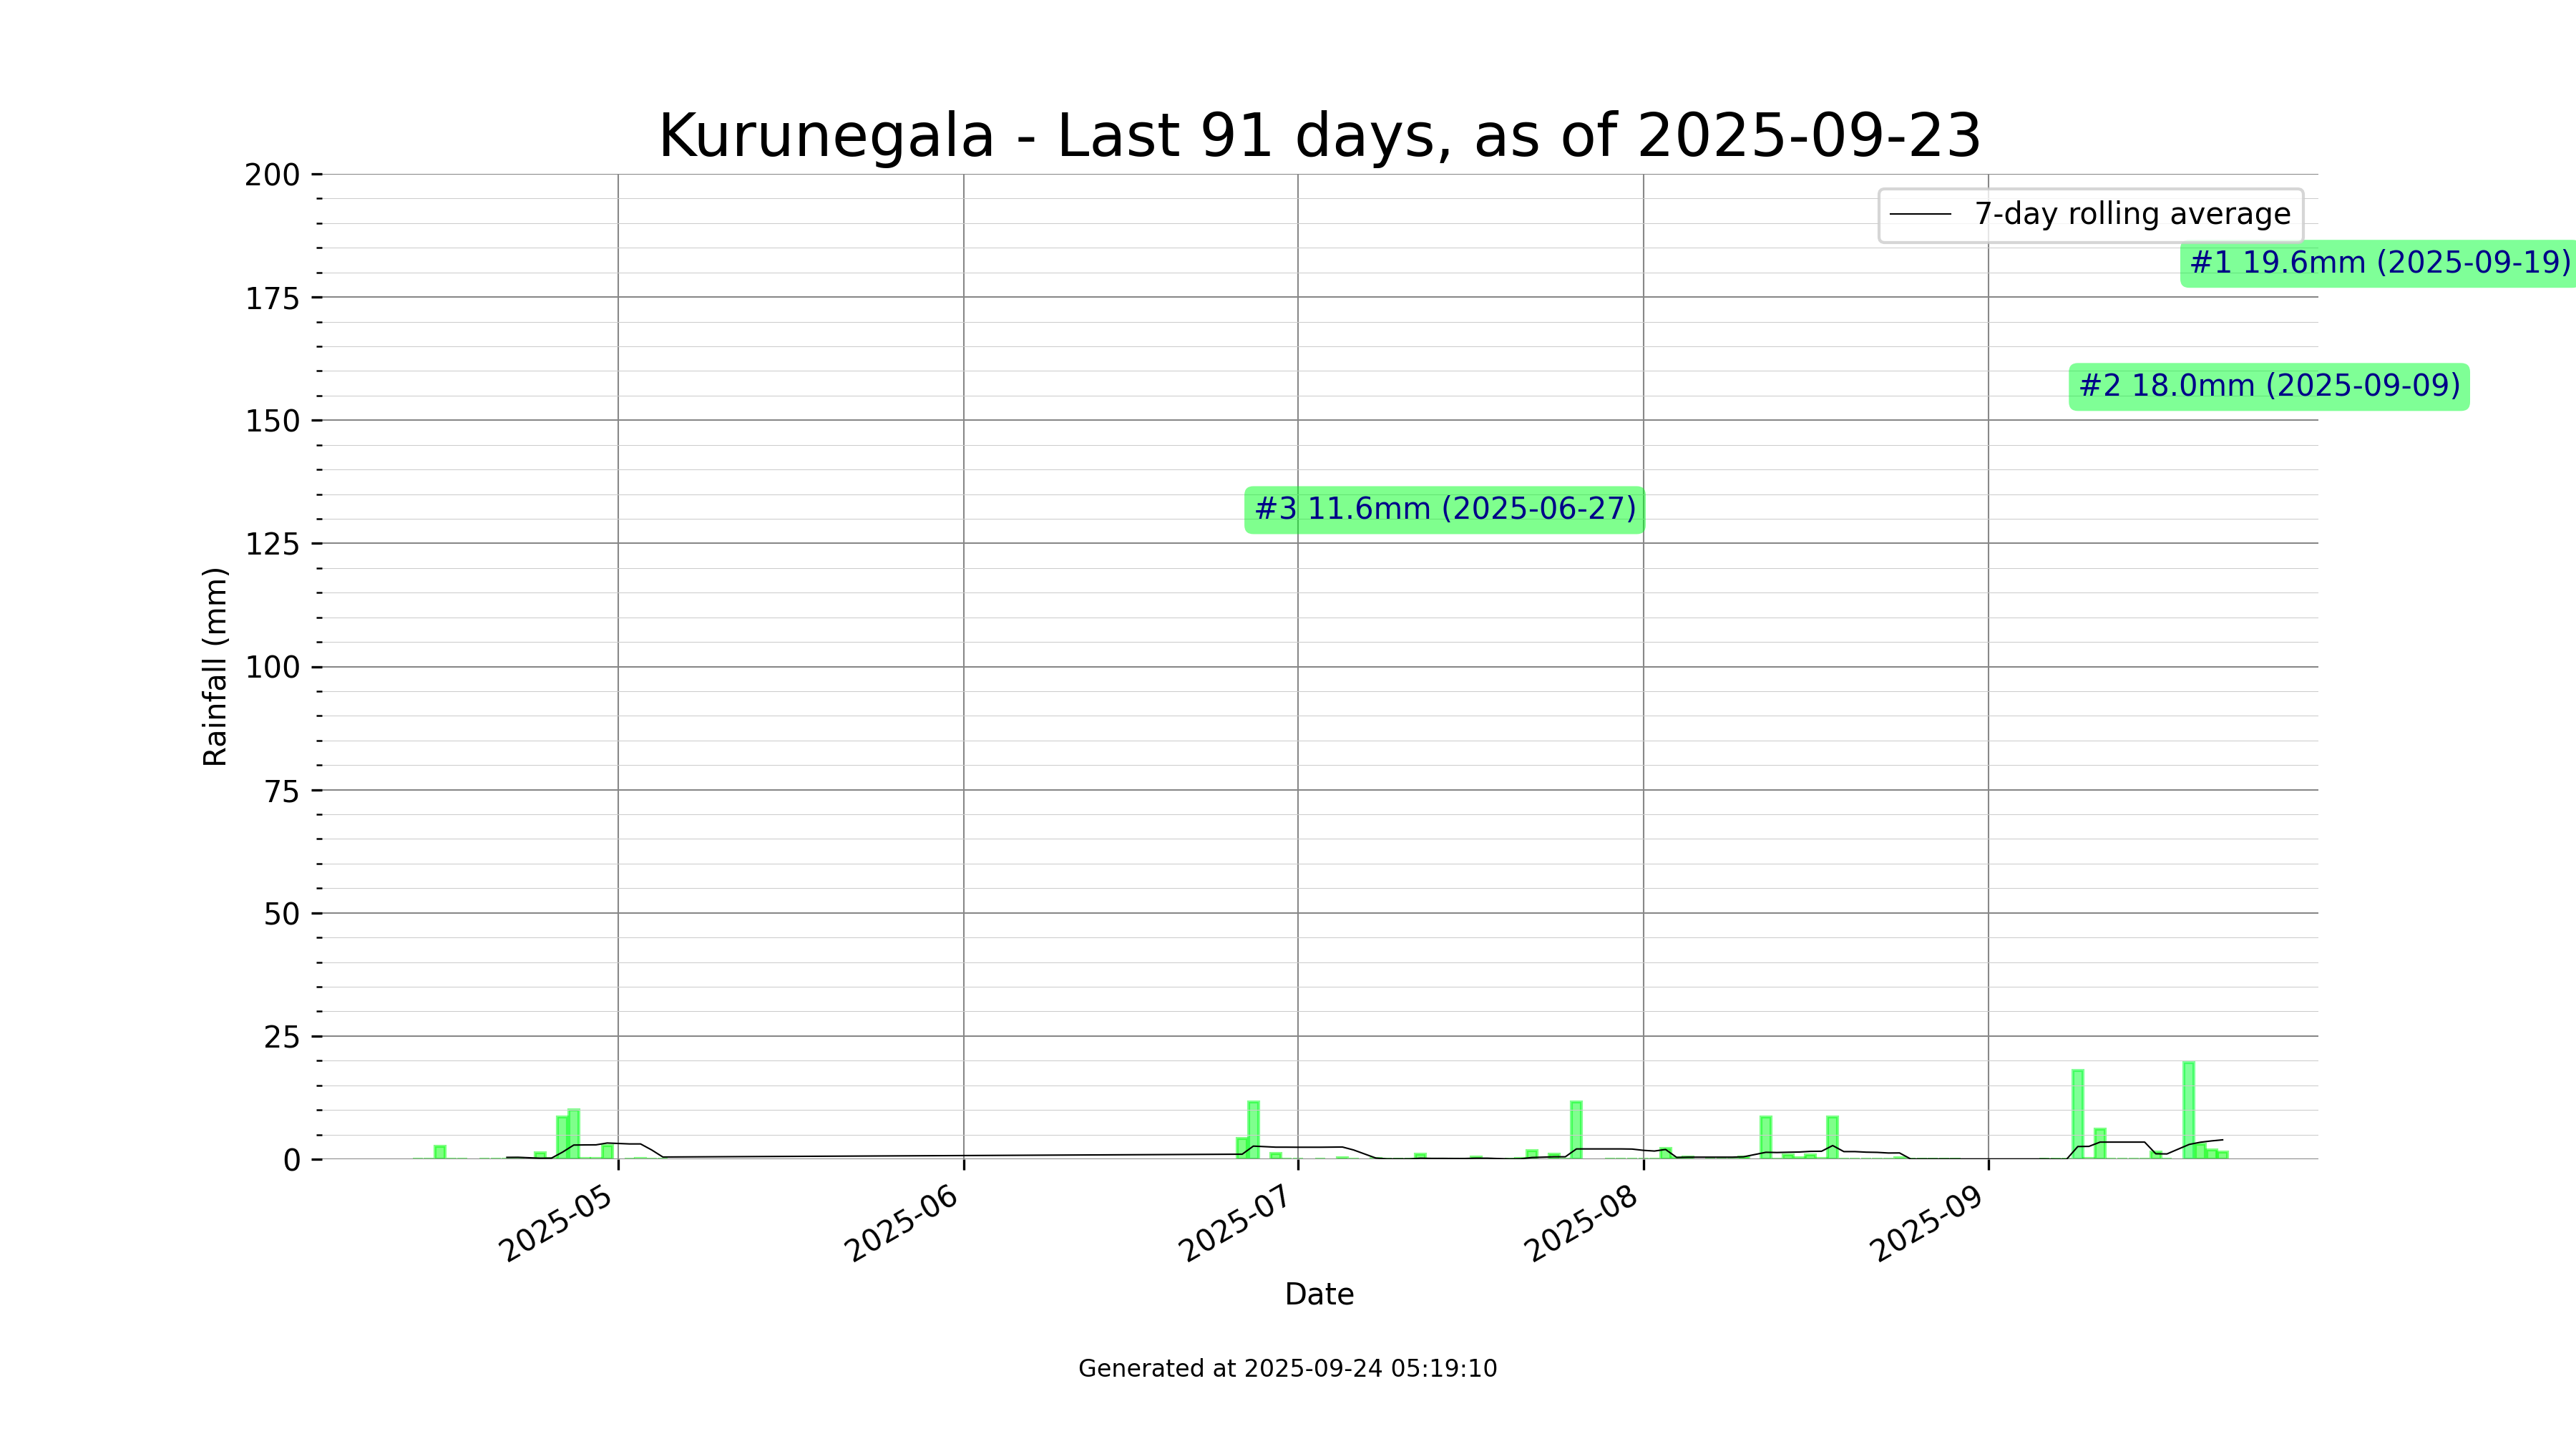 Kurunegala - Last 91 days, as of 2025-09-23
200
175
150
125
100
75
50
25
0
Rainfall (mm)
7-day rolling average
#1 19.6mm (2025-09-19)
#2 18.0mm (2025-09-09)
#3 11.6mm (2025-06-27)
2025-05
2025-06
2025-07
2025-08
2025-09
Date
Generated at 2025-09-24 05:19:10